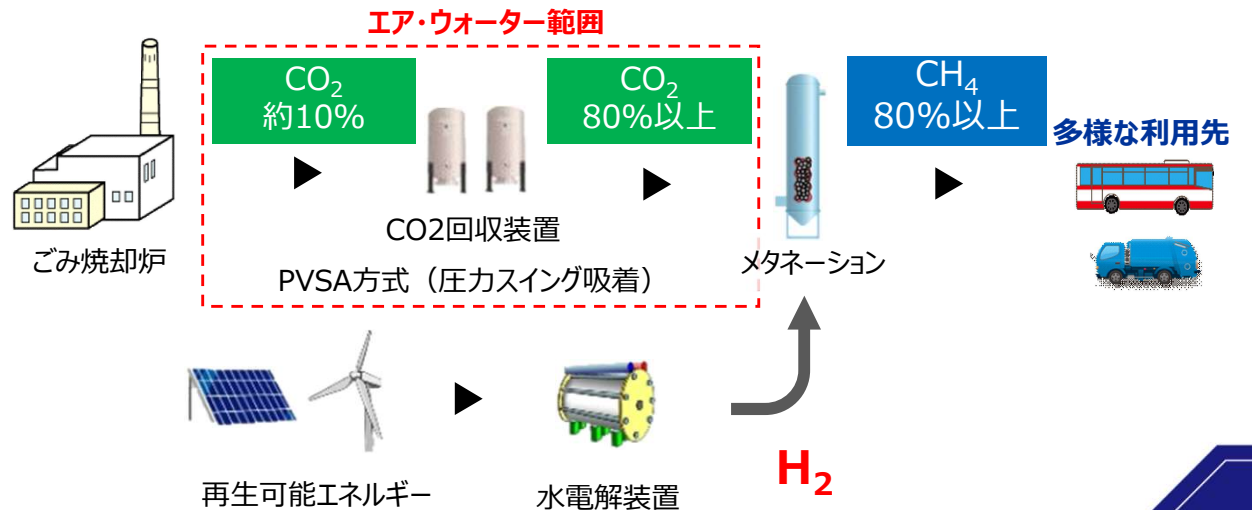 エア・ウォーター範囲
CO₂
約10%
CO₂
80%以上
CH₄
80%以上
多様な利用先
ごみ焼却炉
CO2回収装置
PVSA方式（圧力スイング吸着）
メタネーション
再生可能エネルギー
水電解装置
H₂